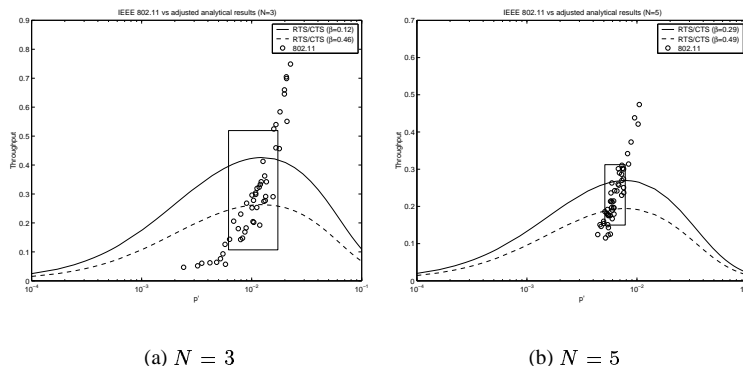 IEEE 802.11 vs adjusted analytical results (N=3)
RTS/CTS (β=0.12)
RTS/CTS (β=0.46)
802.11
Throughput
0.9
0.8
0.7
0.6
0.5
0.4
0.3
0.2
0.1
0
10^-4
10^-3
10^-2
10^-1
p'
(a) N = 3
IEEE 802.11 vs adjusted analytical results (N=5)
RTS/CTS (β=0.29)
RTS/CTS (β=0.49)
802.11
Throughput
0.7
0.6
0.5
0.4
0.3
0.2
0.1
0
10^-4
10^-3
10^-2
p'
(b) N = 5